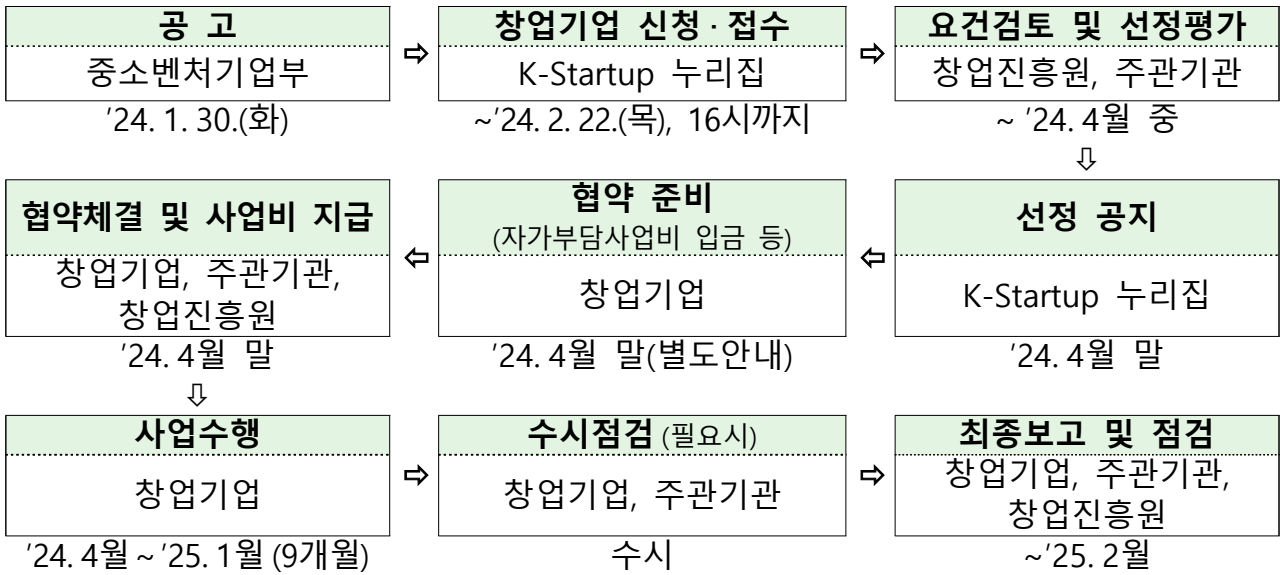 공 고
중소벤처기업부
'24. 1. 30.(화)
⇨
창업기업 신청·접수
K-Startup 누리집
~'24. 2. 22.(목), 16시까지
⇨
요건검토 및 선정평가
창업진흥원, 주관기관
~ '24. 4월 중
⇩
선정 공지
K-Startup 누리집
'24. 4월 말
⇦
협약 준비
(자가부담사업비 입금 등)
창업기업
'24. 4월 말(별도안내)
⇦
협약체결 및 사업비 지급
창업기업, 주관기관,
창업진흥원
'24. 4월 말
⇩
사업수행
창업기업
'24. 4월 ~ '25. 1월 (9개월)
⇨
수시점검 (필요시)
창업기업, 주관기관
수시
⇨
최종보고 및 점검
창업기업, 주관기관,
창업진흥원
~'25. 2월